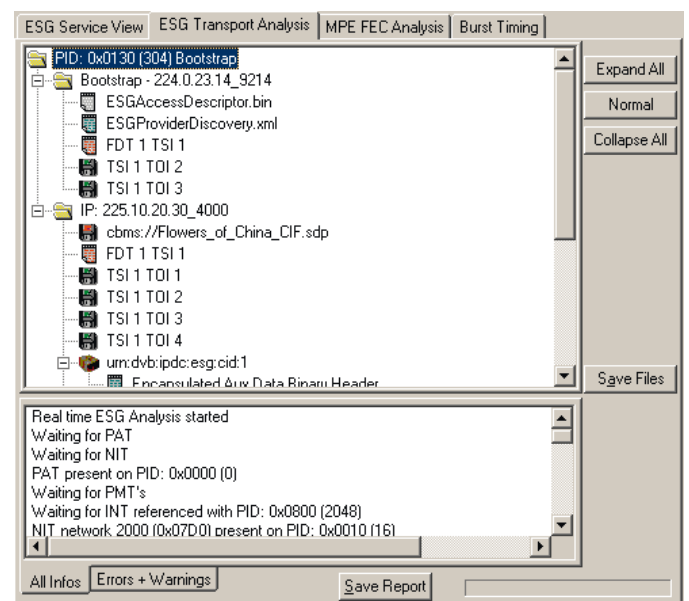 ESG Service View ESG Transport Analysis MPE FEC Analysis Burst Timing
PID: 0x0130 (304) Bootstrap
Bootstrap - 224.0.23.14_9214
ESGAccessDescriptor.bin
ESGProviderDiscovery.xml
FDT 1 TSI 1
TSI 1 TOI 2
TSI 1 TOI 3
IP: 225.10.20.30_4000
cbms://Flowers_of_China_CIF.sdp
FDT 1 TSI 1
TSI 1 TOI 1
TSI 1 TOI 2
TSI 1 TOI 3
TSI 1 TOI 4
urn:dvb:ipdc:esg:cid:1
Encapsulated Aux Data Binary Header
Expand All
Normal
Collapse All
Save Files
Real time ESG Analysis started
Waiting for PAT
Waiting for NIT
PAT present on PID: 0x0000 (0)
Waiting for PMT's
Waiting for INT referenced with PID: 0x0800 (2048)
NIT network 2000 (0x07D0) present on PID: 0x0010 (16)
All Infos Errors + Warnings
Save Report